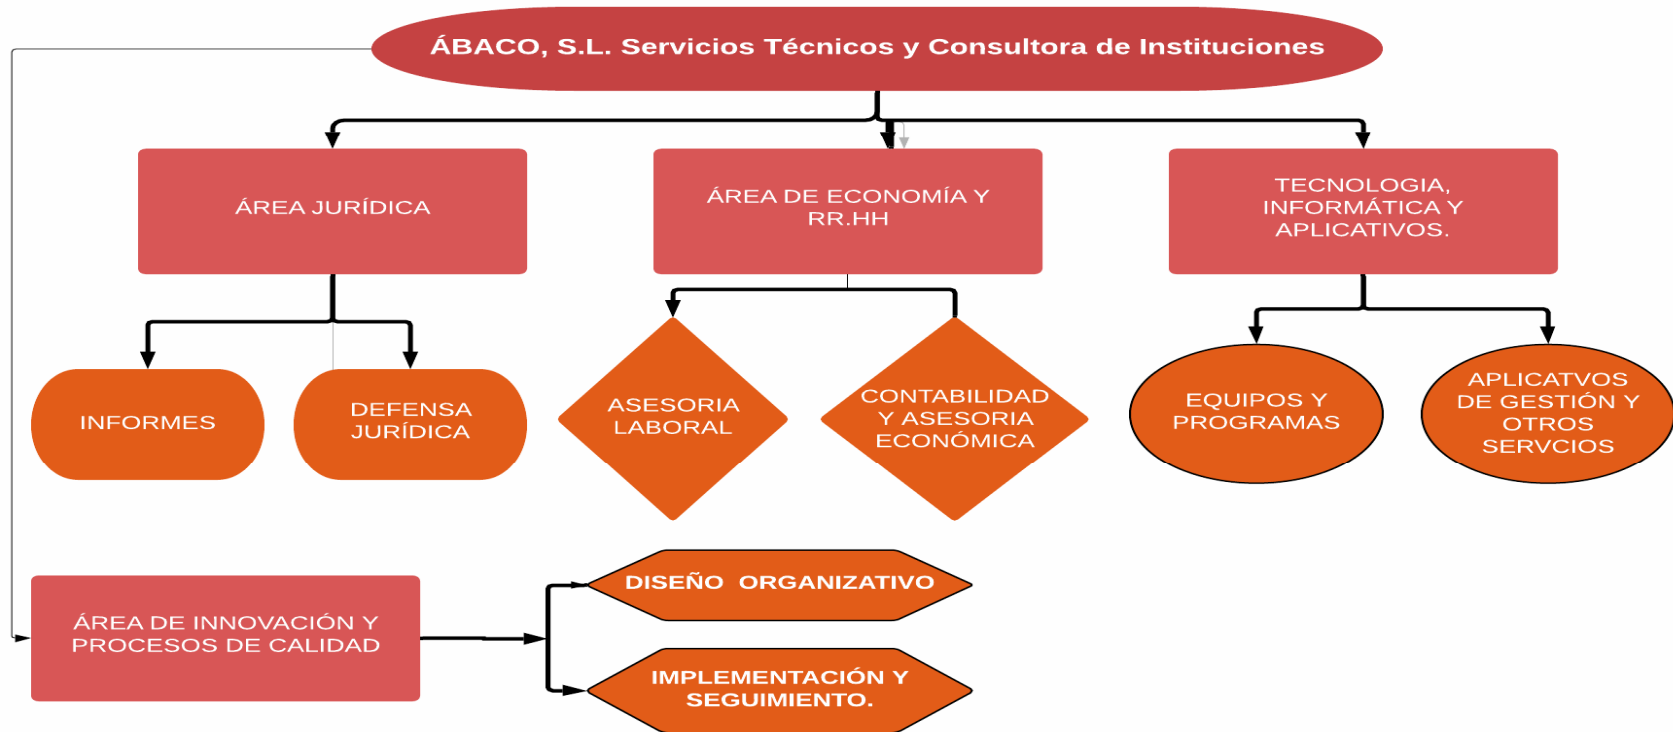 ÁBACO, S.L. Servicios Técnicos y Consultora de Instituciones
ÁREA JURÍDICA
ÁREA DE ECONOMÍA Y
RR.HH
TECNOLOGIA,
INFORMÁTICA Y
APLICATIVOS.
INFORMES
DEFENSA
JURÍDICA
ASESORIA
LABORAL
CONTABILIDAD
Y ASESORIA
ECONÓMICA
EQUIPOS Y
PROGRAMAS
APLICATVOS
DE GESTIÓN Y
OTROS
SERVCIOS
ÁREA DE INNOVACIÓN Y
PROCESOS DE CALIDAD
DISEÑO ORGANIZATIVO
IMPLEMENTACIÓN Y
SEGUIMIENTO.